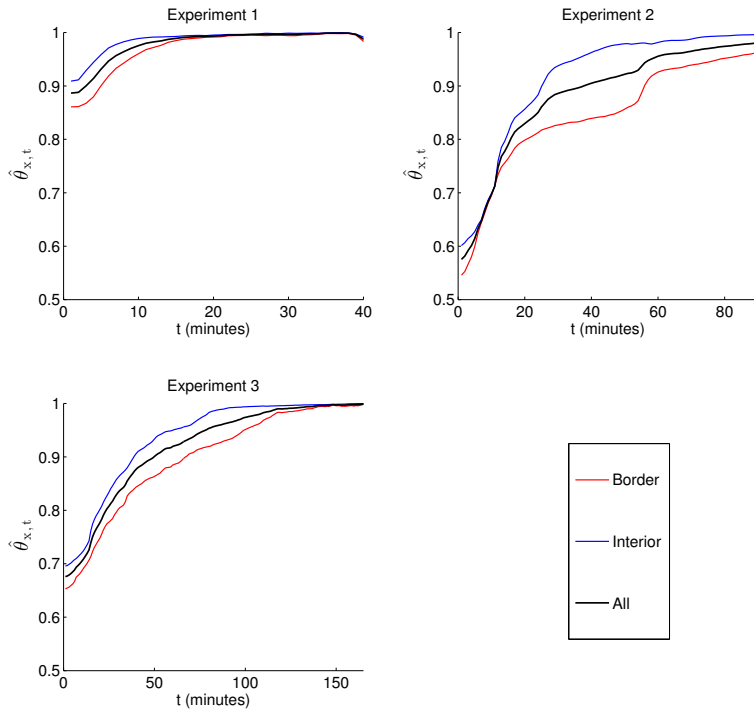 Experiment 1
1
0.9
0.8
0.7
0.6
0.5
θ̂x,t
0
10
20
30
40
t (minutes)
Experiment 2
1
0.9
0.8
0.7
0.6
0.5
θ̂x,t
0
20
40
60
80
t (minutes)
Experiment 3
1
0.9
0.8
0.7
0.6
0.5
θ̂x,t
0
50
100
150
t (minutes)
Border
Interior
All